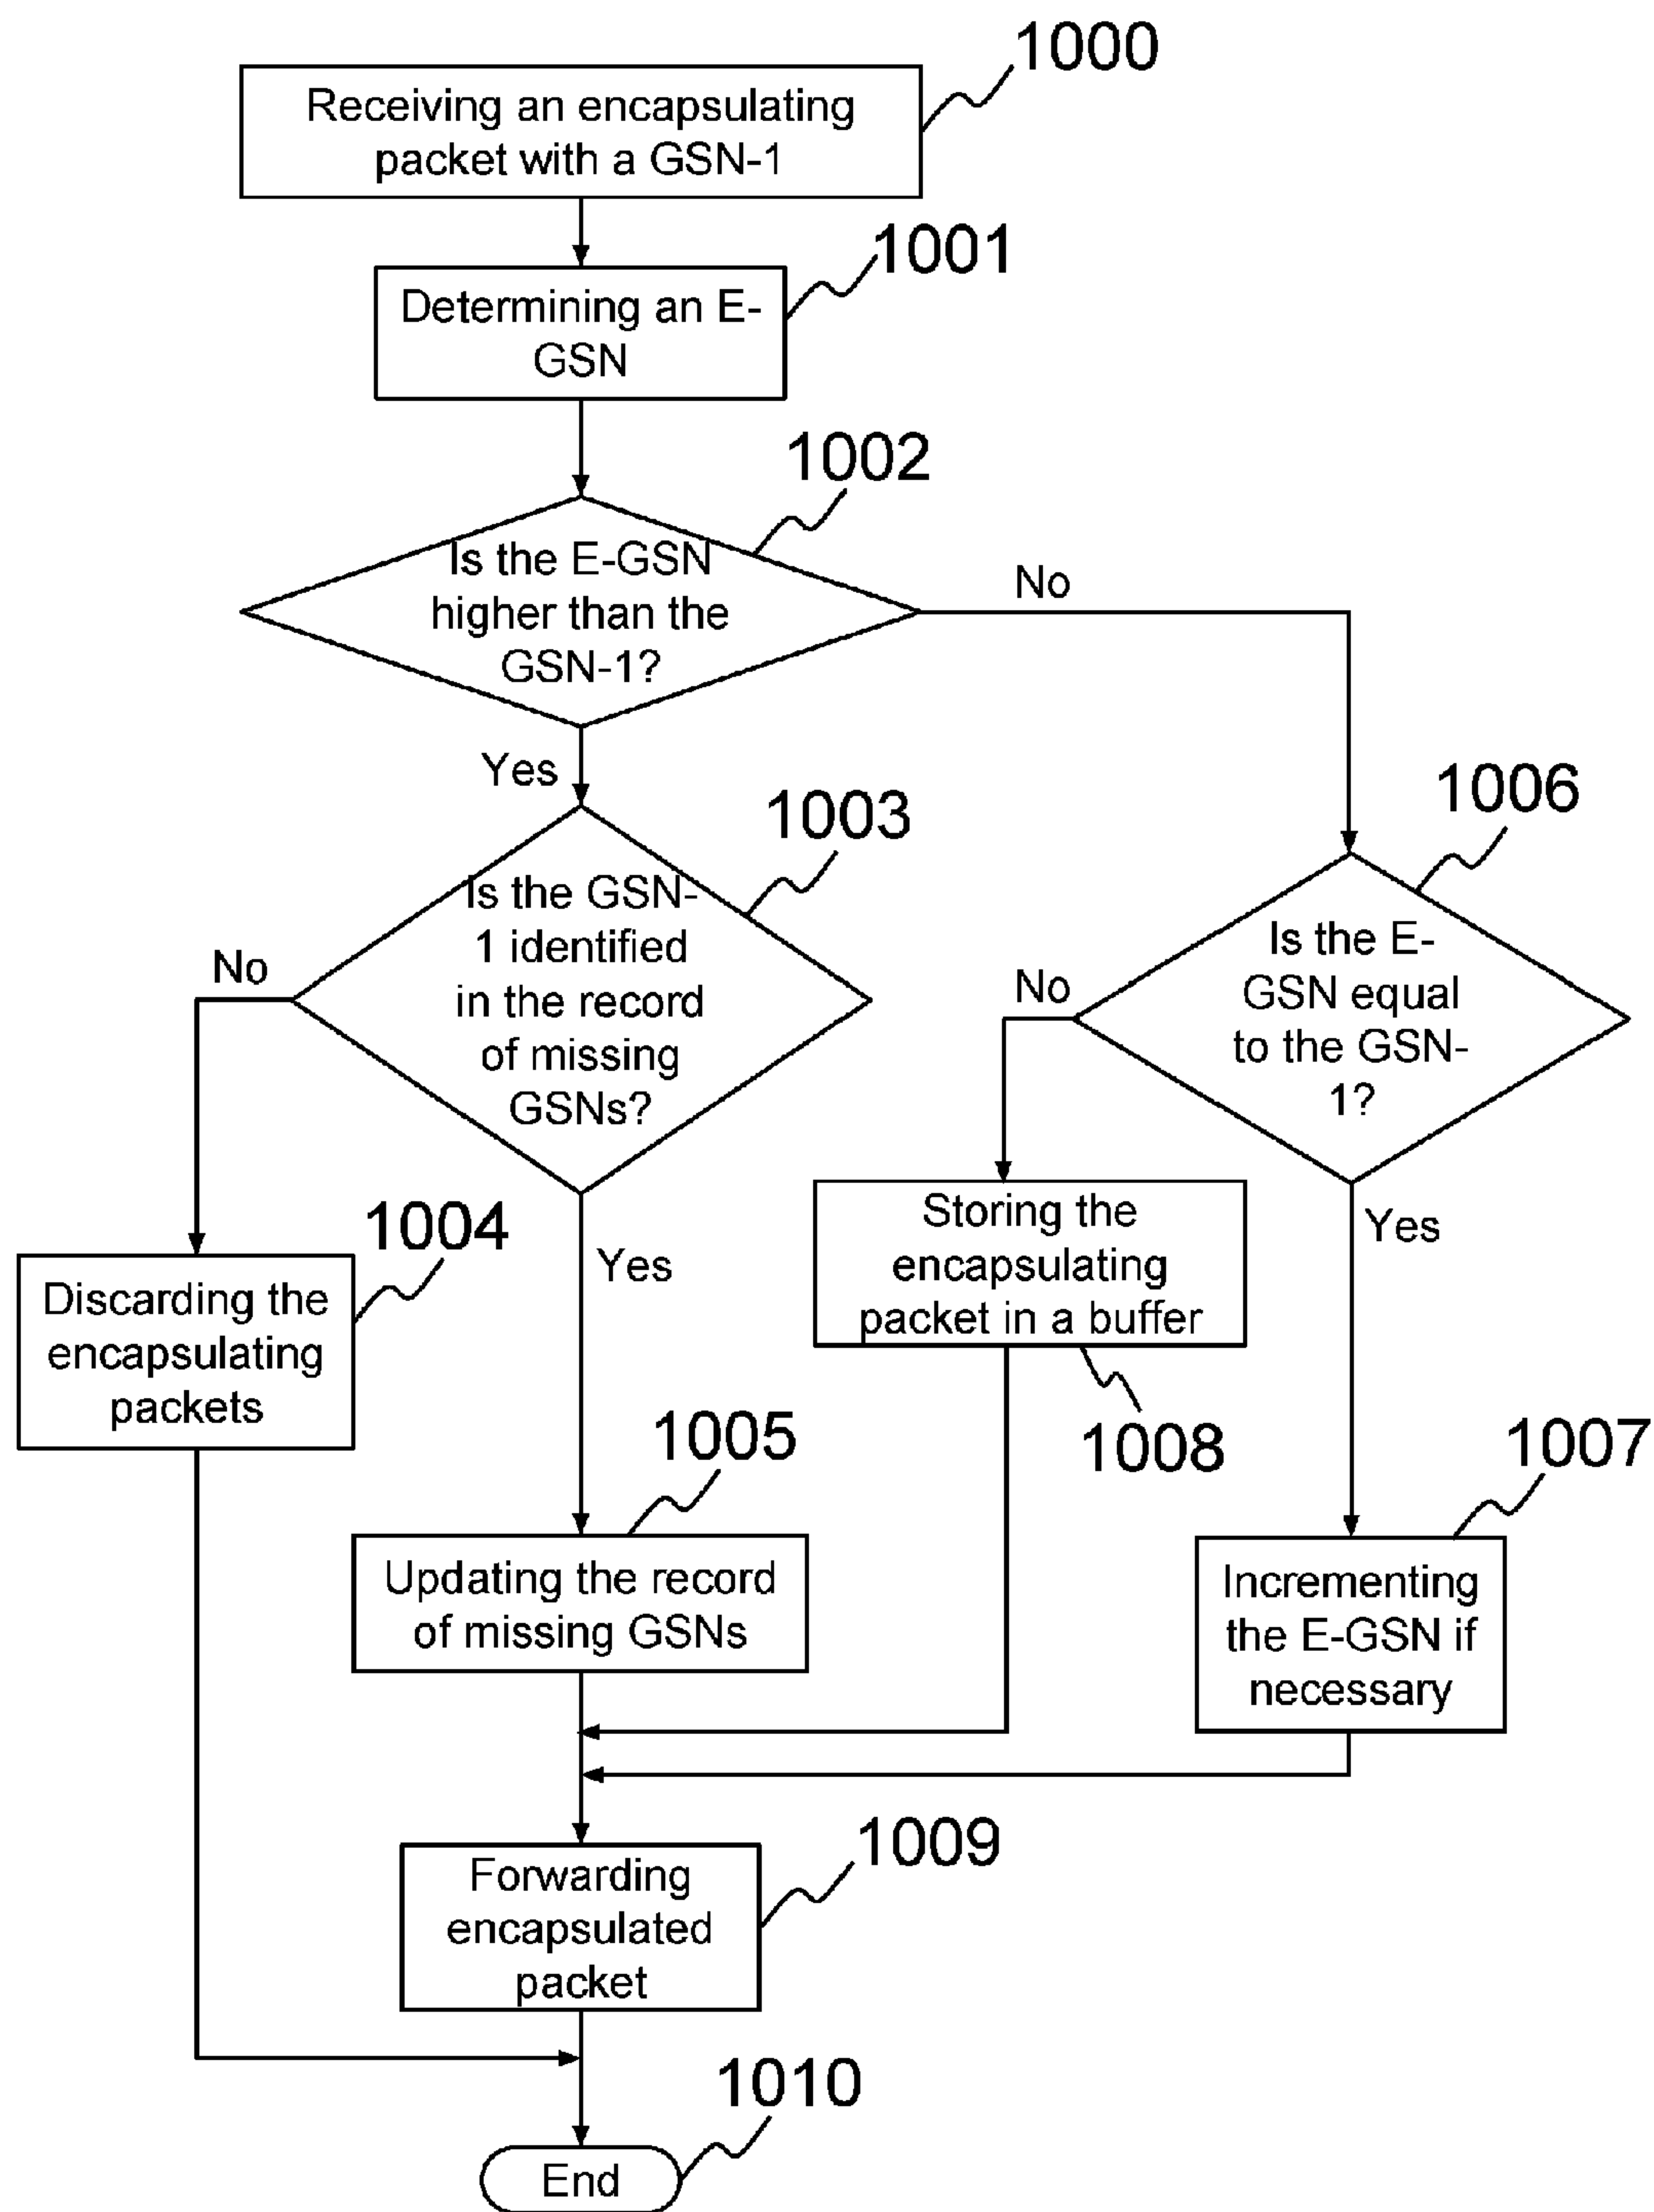 1000
Receiving an encapsulating
packet with a GSN-1
1001
Determining an E-
GSN
1002
Is the E-GSN
higher than the
GSN-1?
No
Yes
1003
Is the GSN-
1 identified
in the record
of missing
GSNs?
No
Yes
1006
Is the E-
GSN equal
to the GSN-
1?
No
Yes
1004
Discarding the
encapsulating
packets
Storing the
encapsulating
packet in a buffer
1008
1005
Updating the record
of missing GSNs
1007
Incrementing
the E-GSN if
necessary
1009
Forwarding
encapsulated
packet
1010
End